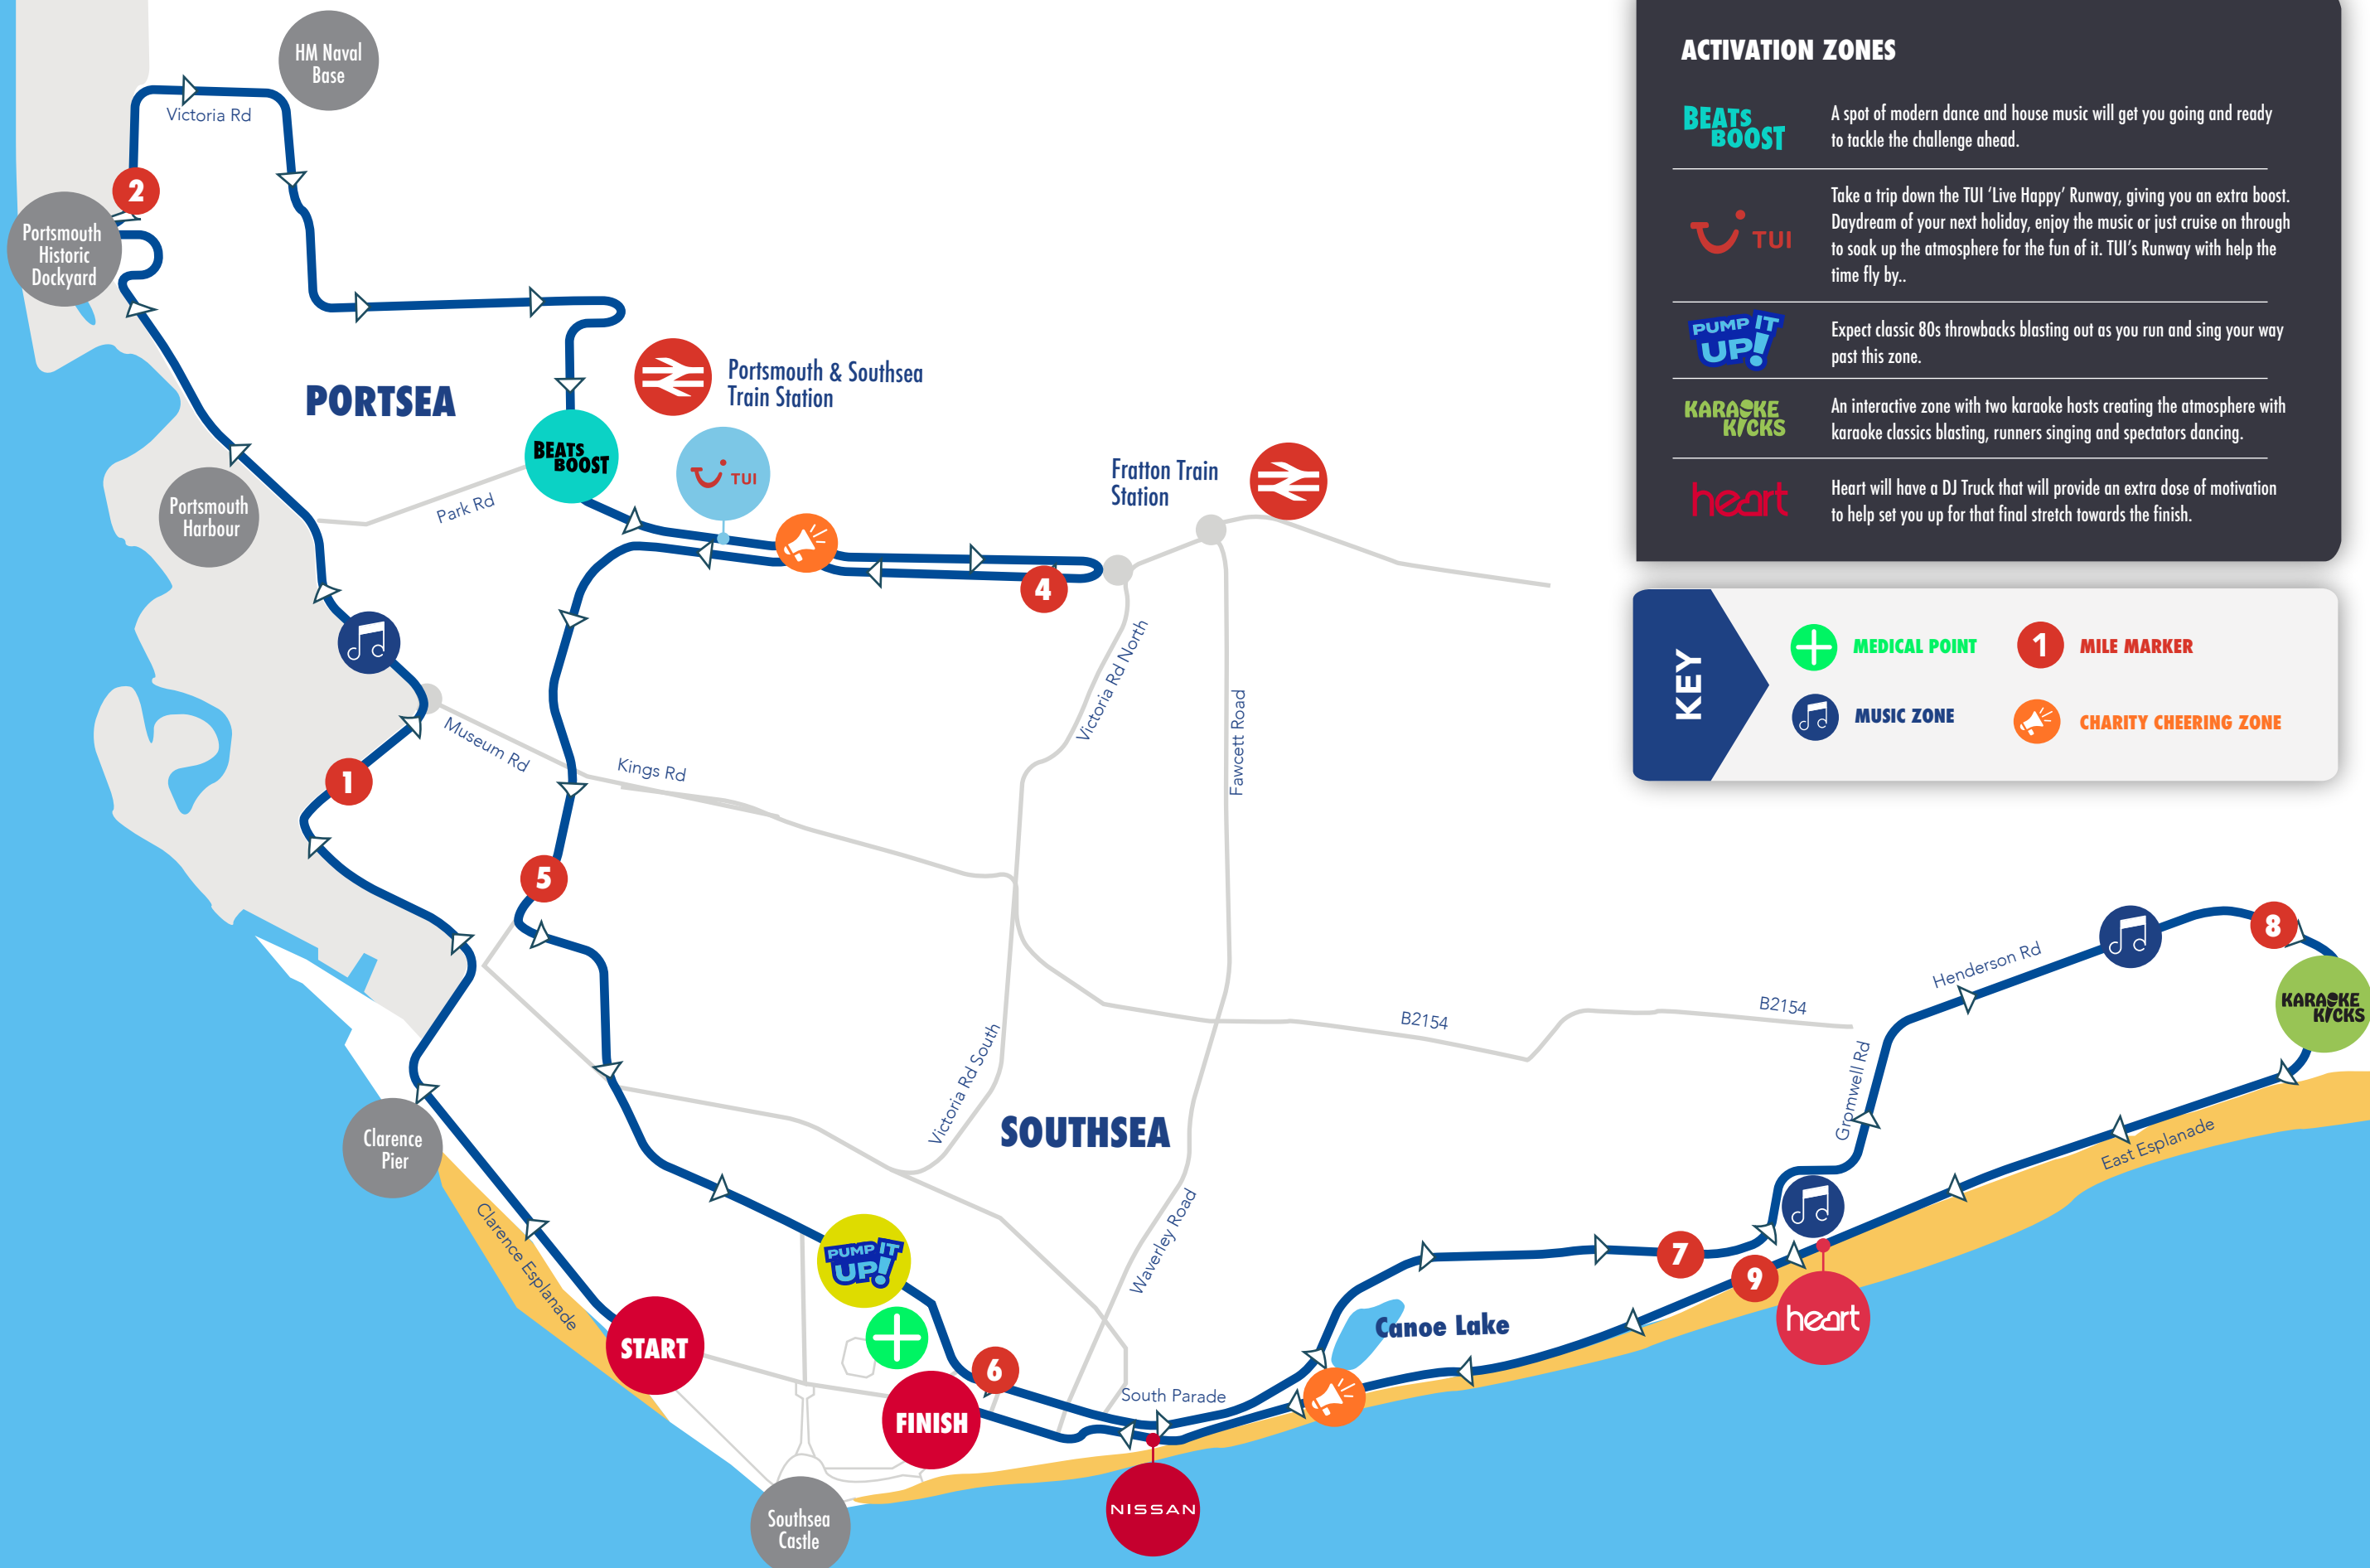 HM Naval
Base
Victoria Rd
2
Portsmouth
Historic
Dockyard
PORTSEA
Portsmouth & Southsea
Train Station
BEATS
BOOST
TUI
Park Rd
Portsmouth
Harbour
Fratton Train
Station
4
Victoria Rd North
Fawcett Road
Museum Rd
Kings Rd
1
5
Clarence
Pier
Clarence Esplanade
START
Victoria Rd South
SOUTHSEA
Waverley Road
B2154
B2154
PUMP IT
UP!
6
FINISH
South Parade
Southsea
Castle
NISSAN
Canoe Lake
7
9
heart
Gromwell Rd
Henderson Rd
8
KARAOKE
KICKS
East Esplanade
ACTIVATION ZONES
BEATS
BOOST
A spot of modern dance and house music will get you going and ready
to tackle the challenge ahead.
TUI
Take a trip down the TUI ‘Live Happy’ Runway, giving you an extra boost.
Daydream of your next holiday, enjoy the music or just cruise on through
to soak up the atmosphere for the fun of it. TUI’s Runway with help the
time fly by..
PUMP IT
UP!
Expect classic 80s throwbacks blasting out as you run and sing your way
past this zone.
KARAOKE
KICKS
An interactive zone with two karaoke hosts creating the atmosphere with
karaoke classics blasting, runners singing and spectators dancing.
heart
Heart will have a DJ Truck that will provide an extra dose of motivation
to help set you up for that final stretch towards the finish.
KEY
MEDICAL POINT
1
MILE MARKER
MUSIC ZONE
CHARITY CHEERING ZONE